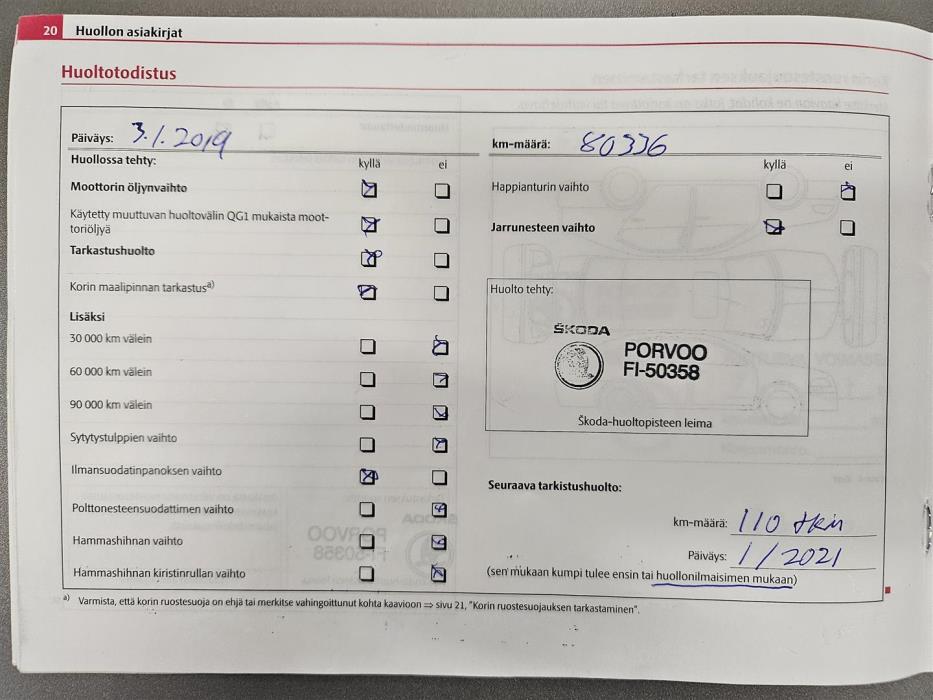 20 Huollon asiakirjat
Huoltotodistus
Päiväys: 3.1.2019
km-määrä: 80336
Huollossa tehty: kyllä ei
kyllä ei
Moottorin öljynvaihto
Happianturin vaihto
Käytetty muuttuvan huoltovälin QG1 mukaista moot-
toriöljyä
Jarrunesteen vaihto
Tarkastushuolto
Korin maalipinnan tarkastusa)
Lisäksi
30 000 km välein
60 000 km välein
90 000 km välein
Sytytystulppien vaihto
Ilmansuodatinpanoksen vaihto
Polttonesteensuodattimen vaihto
Hammashihnan vaihto
Hammashihnan kiristinrullan vaihto
Huolto tehty:
ŠKODA
PORVOO
FI-50358
Škoda-huoltopisteen leima
Seuraava tarkistushuolto:
km-määrä: 110 tkm
Päiväys: 1/2021
(sen mukaan kumpi tulee ensin tai huollonilmaisimen mukaan)
a) Varmista, että korin ruostesuoja on ehjä tai merkitse vahingoittunut kohta kaavioon ⇒ sivu 21, "Korin ruostesuojauksen tarkastaminen".